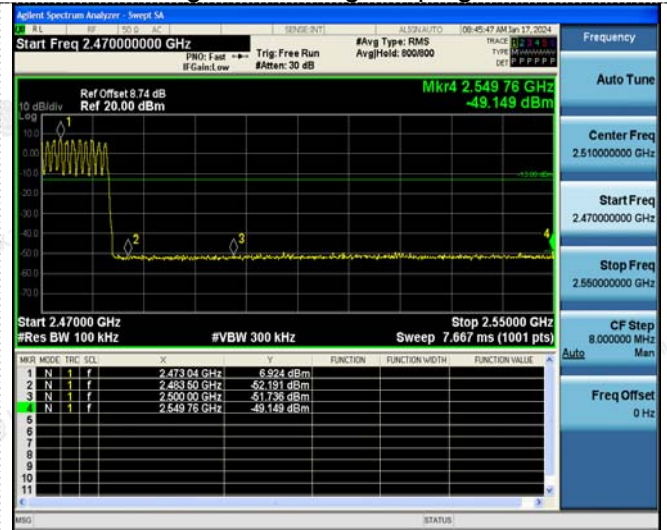 Agilent Spectrum Analyzer - Swept SA
RL RF 50 Ω AC SENSE:INT ALIGNAUTO 08:45:47 AM Jan 17, 2024
Start Freq 2.470000000 GHz
PNO: Fast
IFGain:Low
Trig: Free Run
#Atten: 30 dB
#Avg Type: RMS
Avg|Hold: 800/800
TRACE 1 2 3 4 5 6
TYPE
DET P P P P P P
Mkr4 2.549 76 GHz
-49.149 dBm
Ref Offset 8.74 dB
10 dB/div Ref 20.00 dBm
Log
10.0
0.00
-10.0
-20.0
-30.0
-40.0
-50.0
-60.0
-70.0
1
2
3
4
-13.00 dBm
Start 2.47000 GHz Stop 2.55000 GHz
#Res BW 100 kHz #VBW 300 kHz Sweep 7.667 ms (1001 pts)
MKR MODE TRC SCL X Y FUNCTION FUNCTION WIDTH FUNCTION VALUE
1 N 1 f 2.473 04 GHz 6.924 dBm
2 N 1 f 2.483 50 GHz -52.191 dBm
3 N 1 f 2.500 00 GHz -51.736 dBm
4 N 1 f 2.549 76 GHz -49.149 dBm
5
6
7
8
9
10
11
MSG STATUS
Frequency
Auto Tune
Center Freq
2.510000000 GHz
Start Freq
2.470000000 GHz
Stop Freq
2.550000000 GHz
CF Step
8.000000 MHz
Auto Man
Freq Offset
0 Hz